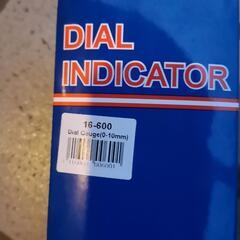 DIAL
INDICATOR
16-600
Dial Gauge(0-10mm)